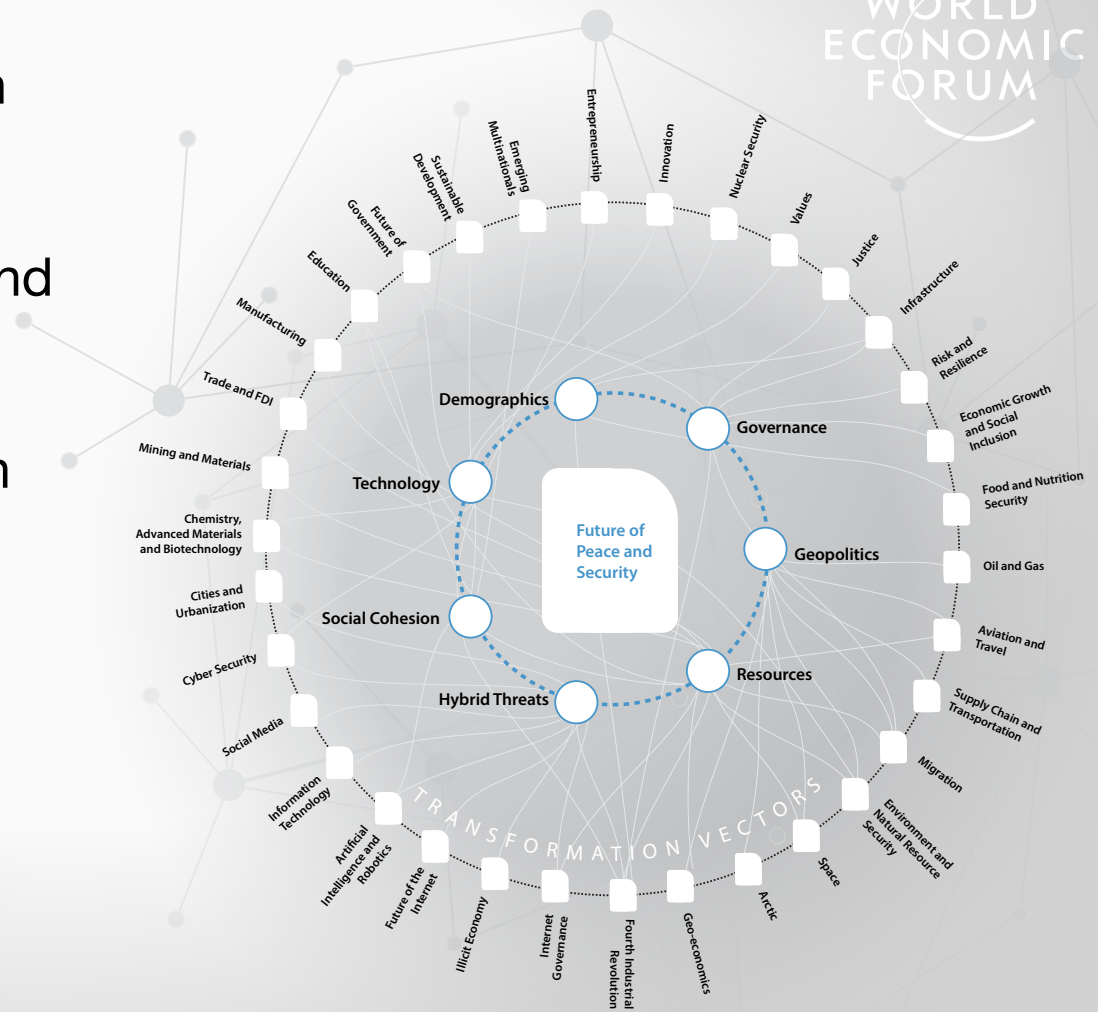 WORLD
ECONOMIC
FORUM
nd
Entrepreneurship
Innovation
Nuclear Security
Values
Justice
Infrastructure
Risk and
Resilience
Economic Growth
and Social
Inclusion
Food and Nutrition
Security
Oil and Gas
Aviation and
Travel
Supply Chain and
Transportation
Migration
Environment and
Natural Resource
Security
Space
Arctic
Geo-economics
Fourth Industrial
Revolution
Internet
Governance
Illicit Economy
Future of the
Internet
Artificial
Intelligence and
Robotics
Information
Technology
Social Media
Cyber Security
Cities and
Urbanization
Chemistry,
Advanced Materials
and Biotechnology
Mining and Materials
Trade and FDI
Manufacturing
Education
Future of
Government
Sustainable
Development
Emerging
Multinationals
Demographics
Governance
Technology
Geopolitics
Social Cohesion
Resources
Hybrid Threats
Future of
Peace and
Security
TRANSFORMATION VECTORS